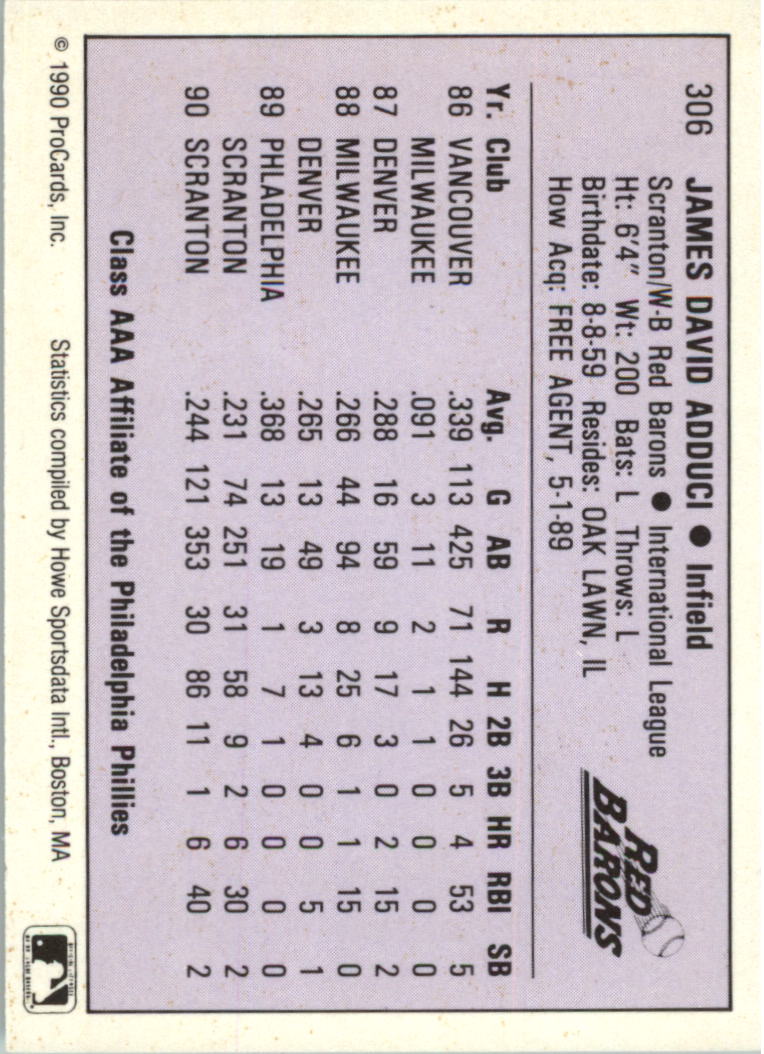 306 JAMES DAVID ADDUCI ● Infield
Scranton/W-B Red Barons ● International League
Ht: 6'4" Wt: 200 Bats: L Throws: L
Birthdate: 8-8-59 Resides: OAK LAWN, IL
How Acq: FREE AGENT, 5-1-89
RED
BARONS
Yr. Club Avg. G AB R H 2B 3B HR RBI SB
86 VANCOUVER .339 113 425 71 144 26 5 4 53 5
MILWAUKEE .091 3 11 2 1 1 0 0 0 0
87 DENVER .288 16 59 9 17 3 0 2 15 2
88 MILWAUKEE .266 44 94 8 25 6 1 1 15 0
DENVER .265 13 49 3 13 4 0 0 5 1
89 PHLADELPHIA .368 13 19 1 7 1 0 0 0 0
SCRANTON .231 74 251 31 58 9 2 6 30 2
90 SCRANTON .244 121 353 30 86 11 1 6 40 2
Class AAA Affiliate of the Philadelphia Phillies
© 1990 ProCards, Inc. Statistics compiled by Howe Sportsdata Intl., Boston, MA